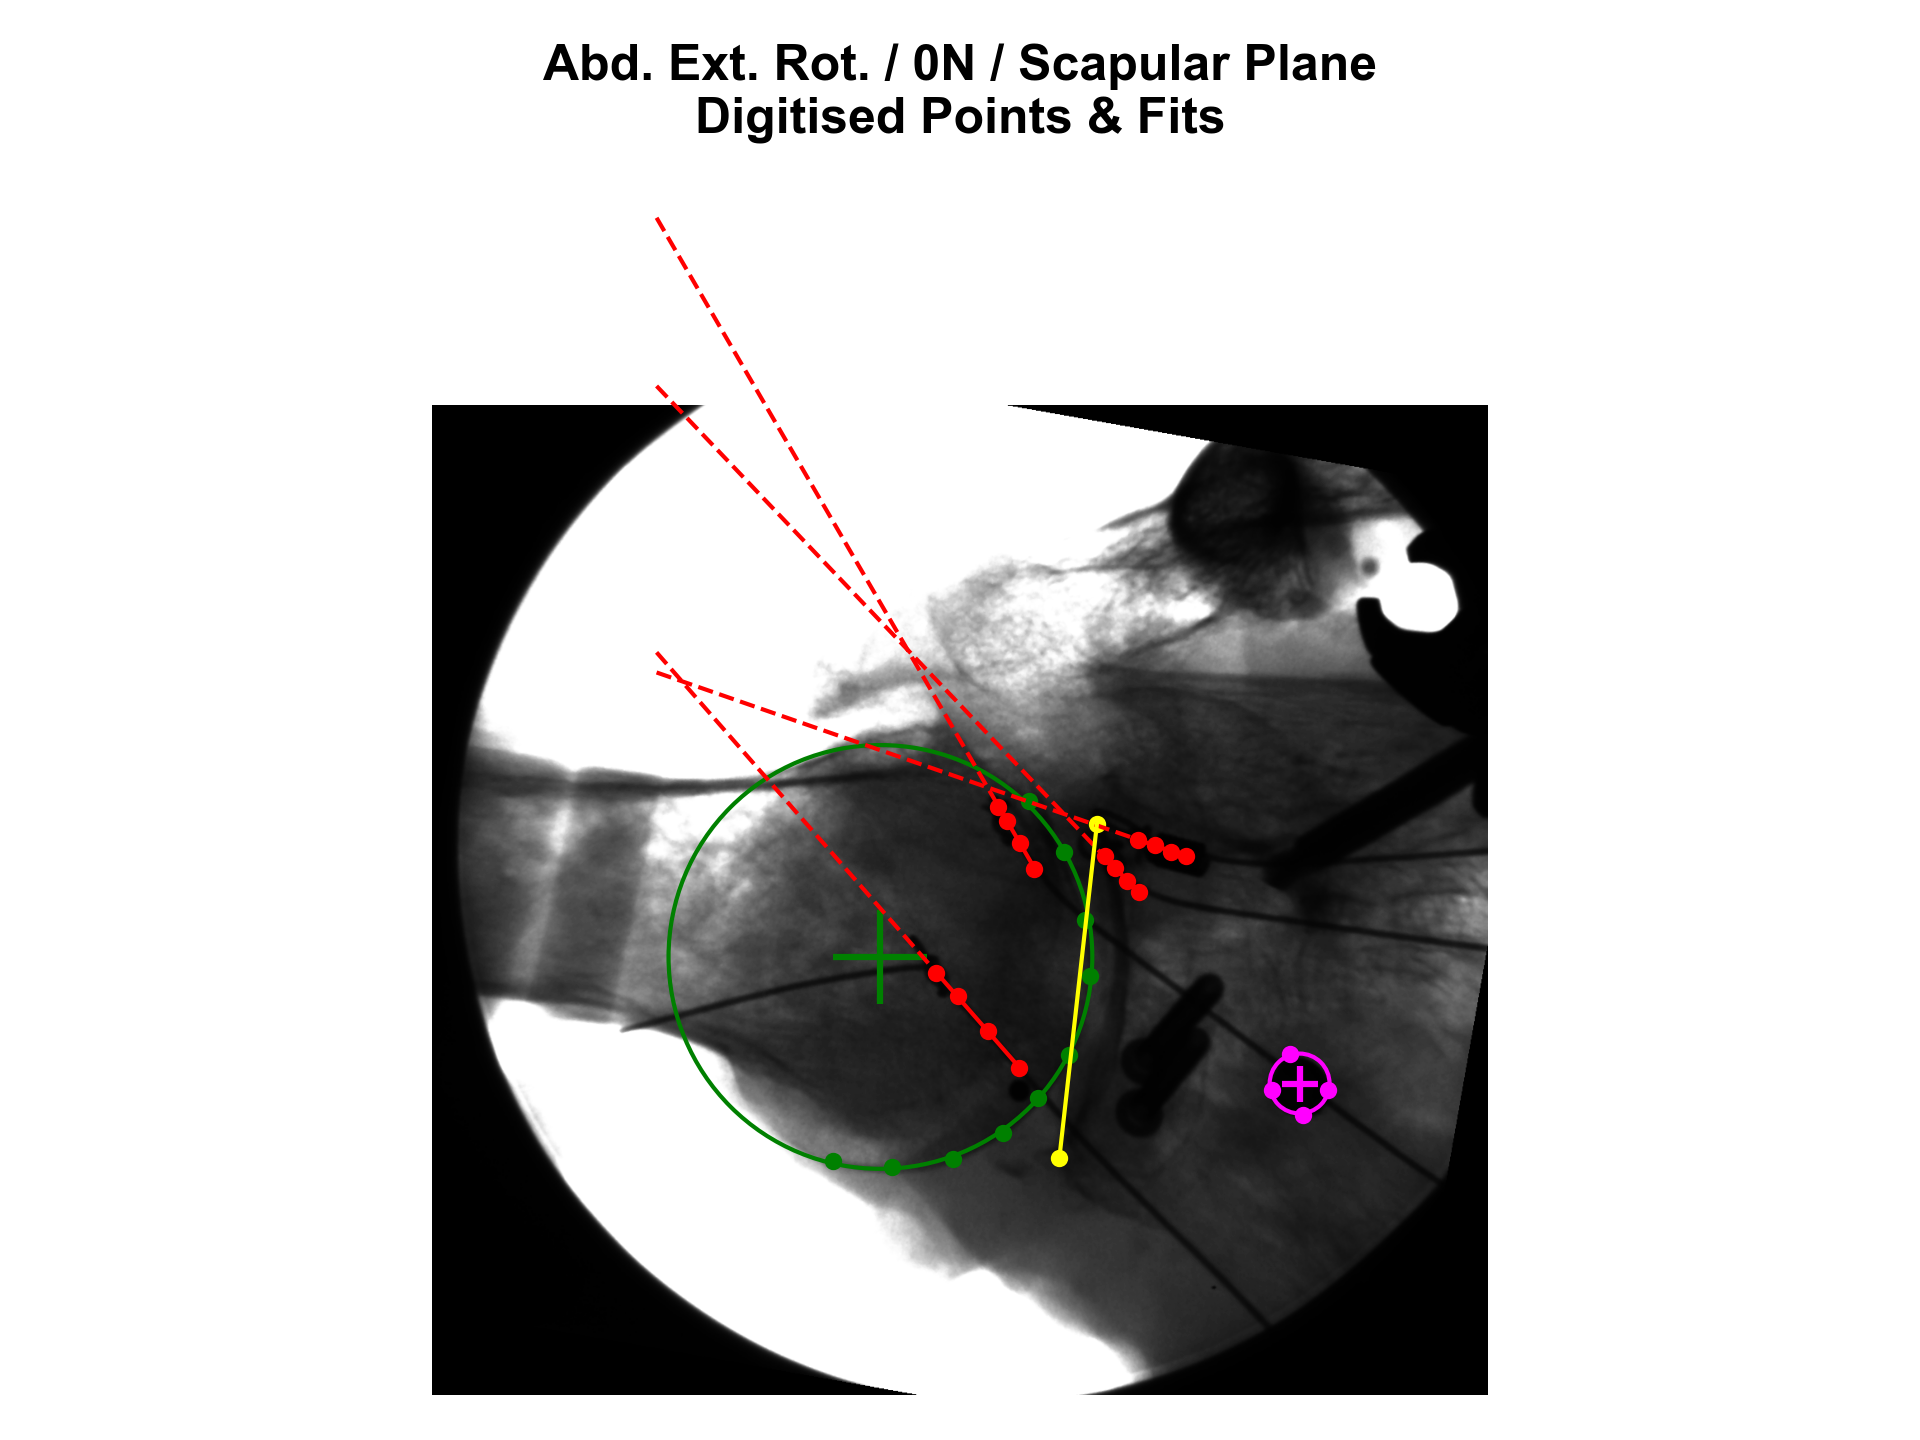 Abd. Ext. Rot. / 0N / Scapular Plane
Digitised Points & Fits